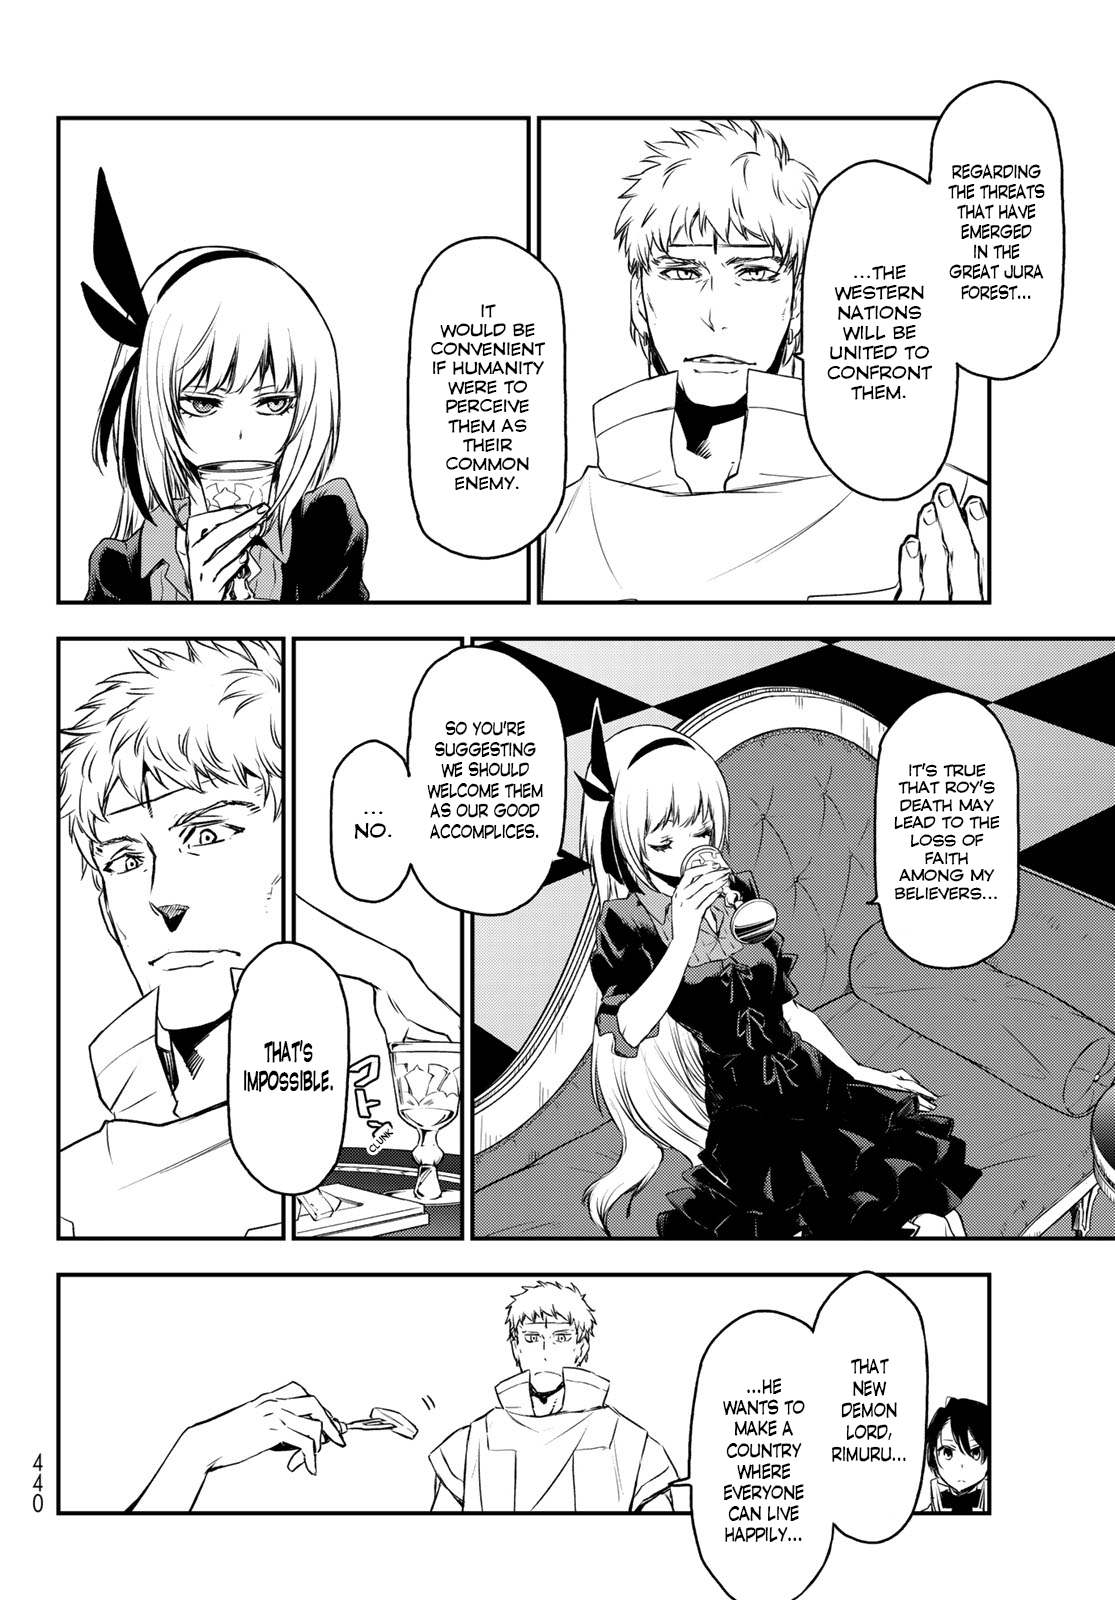 REGARDING
THE THREATS
THAT HAVE
EMERGED
IN THE
GREAT JURA
FOREST...
...THE
WESTERN
NATIONS
WILL BE
UNITED TO
CONFRONT
THEM.
IT
WOULD BE
CONVENIENT
IF HUMANITY
WERE TO
PERCEIVE
THEM AS
THEIR
COMMON
ENEMY.
IT'S TRUE
THAT ROY'S
DEATH MAY
LEAD TO THE
LOSS OF
FAITH
AMONG MY
BELIEVERS...
SO YOU'RE
SUGGESTING
WE SHOULD
WELCOME THEM
AS OUR GOOD
ACCOMPLICES.
...
NO.
コトン
CLUNK
THAT'S
IMPOSSIBLE.
THAT
NEW
DEMON
LORD,
RIMURU...
...HE
WANTS TO
MAKE A
COUNTRY
WHERE
EVERYONE
CAN LIVE
HAPPILY...
440